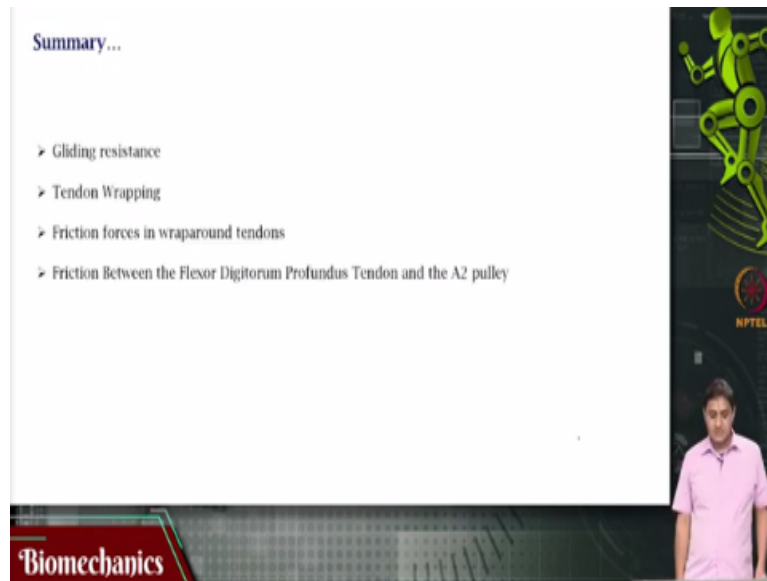 Summary...
➢ Gliding resistance
➢ Tendon Wrapping
➢ Friction forces in wraparound tendons
➢ Friction Between the Flexor Digitorum Profundus Tendon and the A2 pulley
NPTEL
Biomechanics